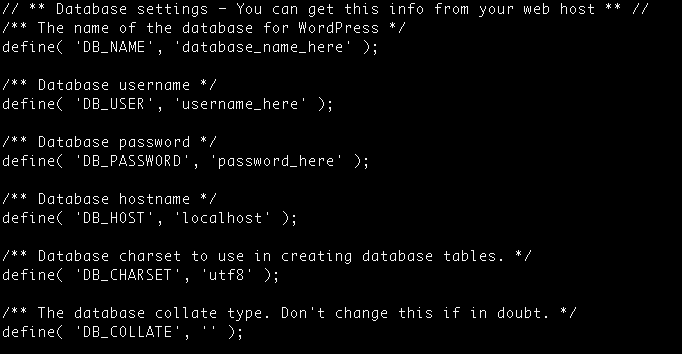 // ** Database settings - You can get this info from your web host ** //
/** The name of the database for WordPress */
define( 'DB_NAME', 'database_name_here' );
/** Database username */
define( 'DB_USER', 'username_here' );
/** Database password */
define( 'DB_PASSWORD', 'password_here' );
/** Database hostname */
define( 'DB_HOST', 'localhost' );
/** Database charset to use in creating database tables. */
define( 'DB_CHARSET', 'utf8' );
/** The database collate type. Don't change this if in doubt. */
define( 'DB_COLLATE', '' );